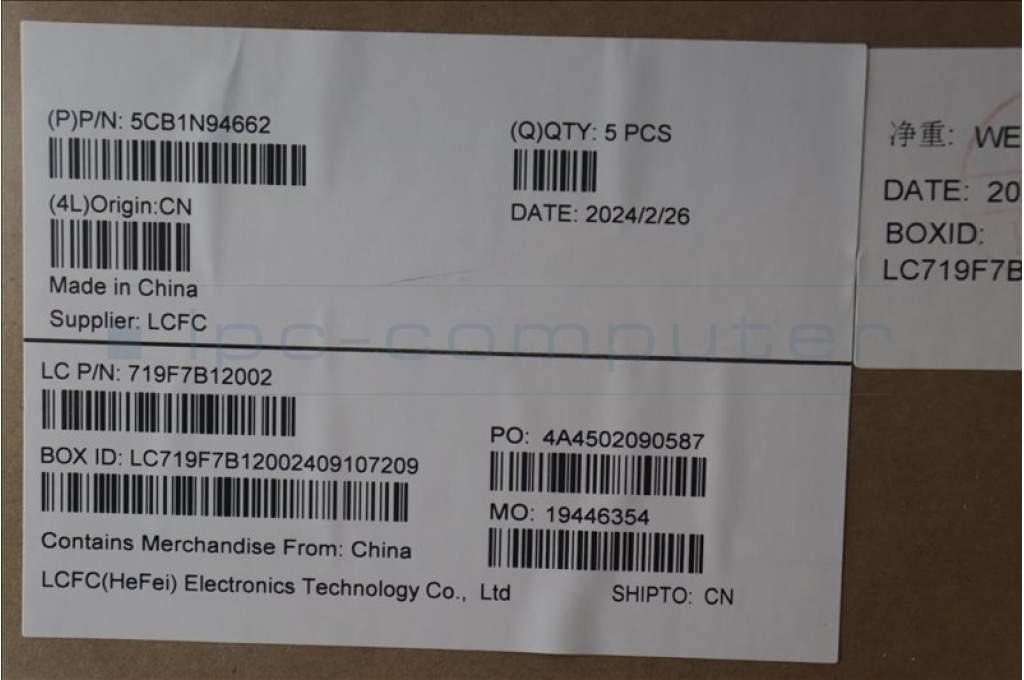 (P)P/N: 5CB1N94662
(4L)Origin:CN
Made in China
Supplier: LCFC
(Q)QTY: 5 PCS
DATE: 2024/2/26
LC P/N: 719F7B12002
BOX ID: LC719F7B12002409107209
Contains Merchandise From: China
LCFC(HeFei) Electronics Technology Co., Ltd
PO: 4A4502090587
MO: 19446354
SHIPTO: CN
净重: WE
DATE: 20
BOXID:
LC719F7B
ipc-computer